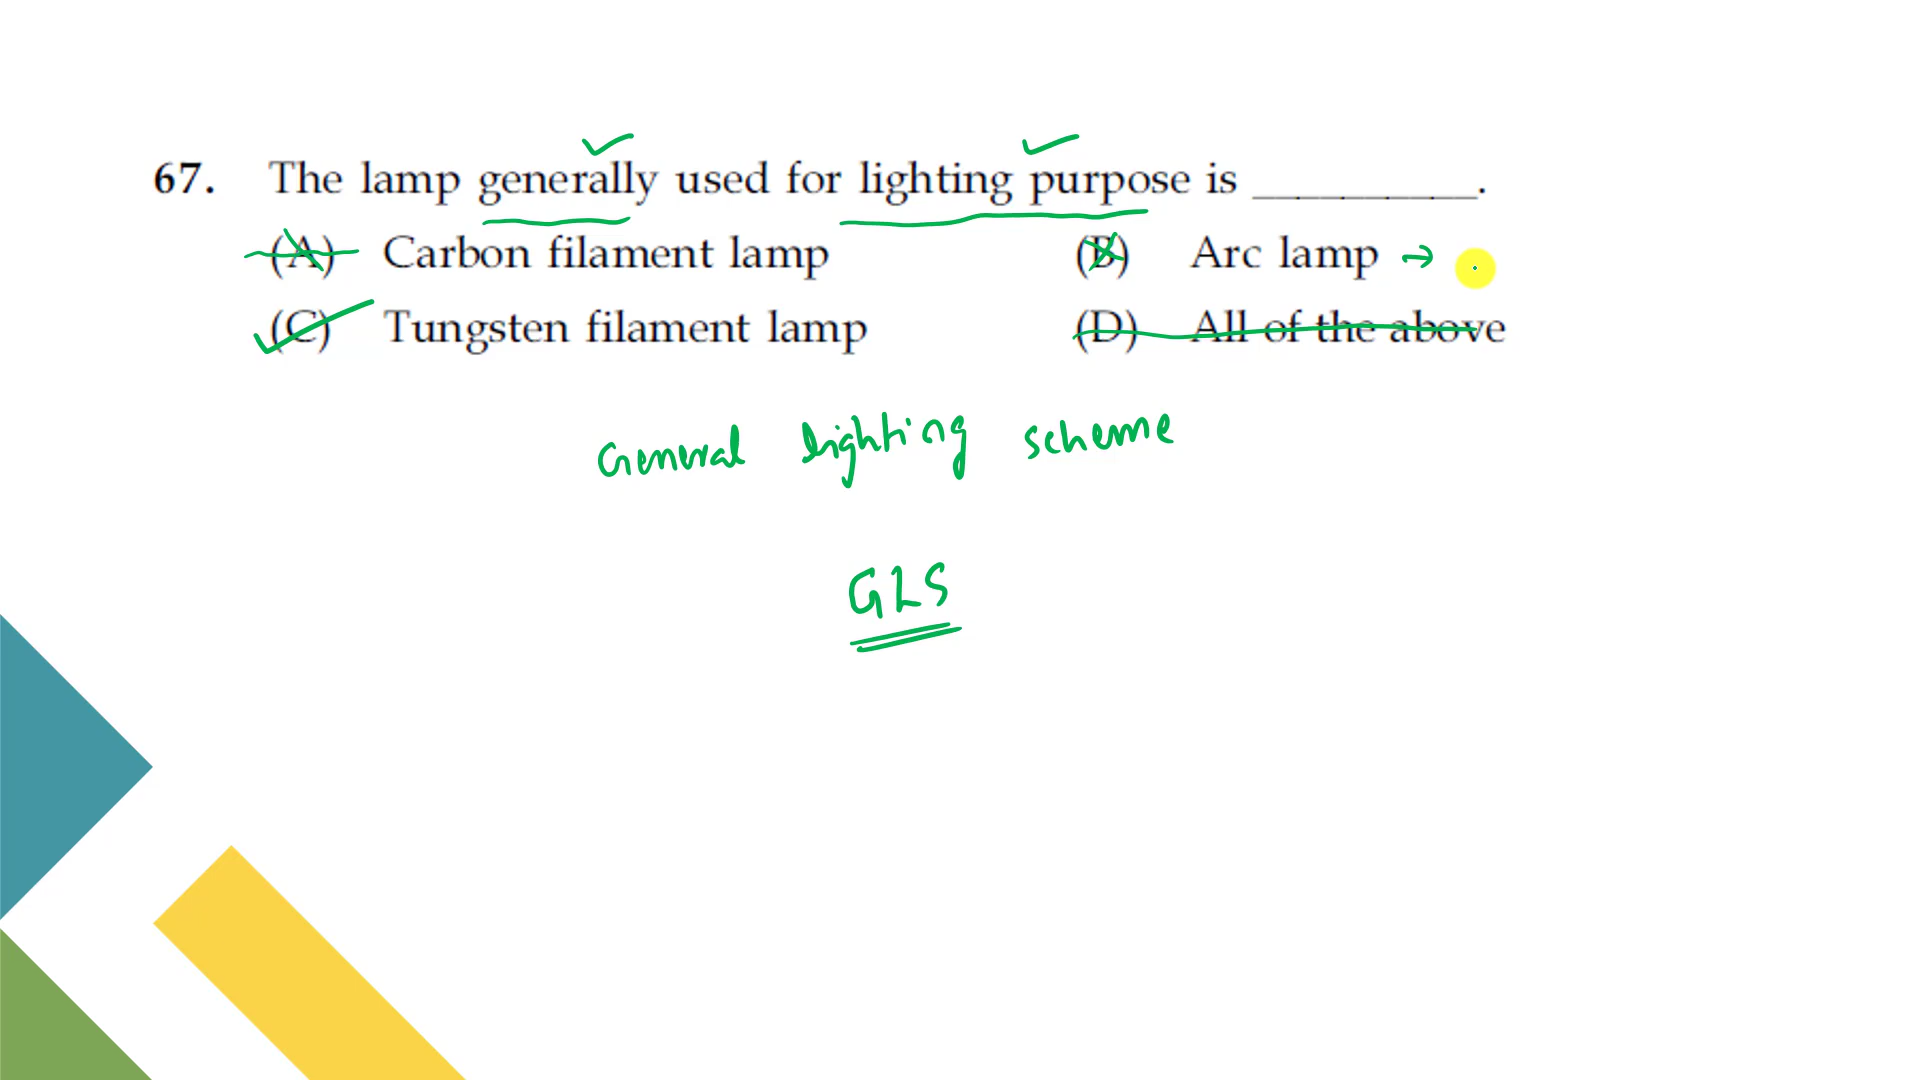 67. The lamp generally used for lighting purpose is __________.
(A) Carbon filament lamp (B) Arc lamp →
(C) Tungsten filament lamp (D) All of the above
General lighting scheme
GLS